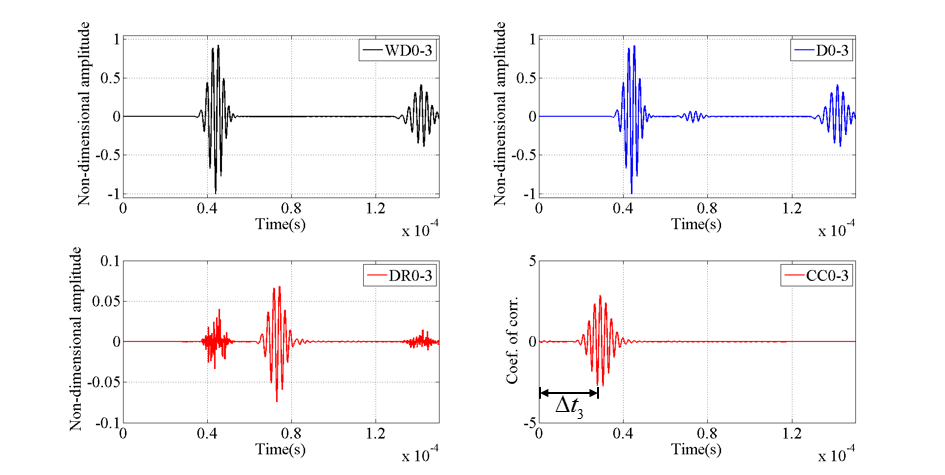 Non-dimensional amplitude
1
0.5
0
-0.5
-1
WD0-3
0 0.4 0.8 1.2
Time(s)
x 10-4
Non-dimensional amplitude
1
0.5
0
-0.5
-1
D0-3
0 0.4 0.8 1.2
Time(s)
x 10-4
Non-dimensional amplitude
0.1
0.05
0
-0.05
-0.1
DR0-3
0 0.4 0.8 1.2
Time(s)
x 10-4
Coef. of corr.
5
0
-5
CC0-3
Δt3
0 0.4 0.8 1.2
Time(s)
x 10-4